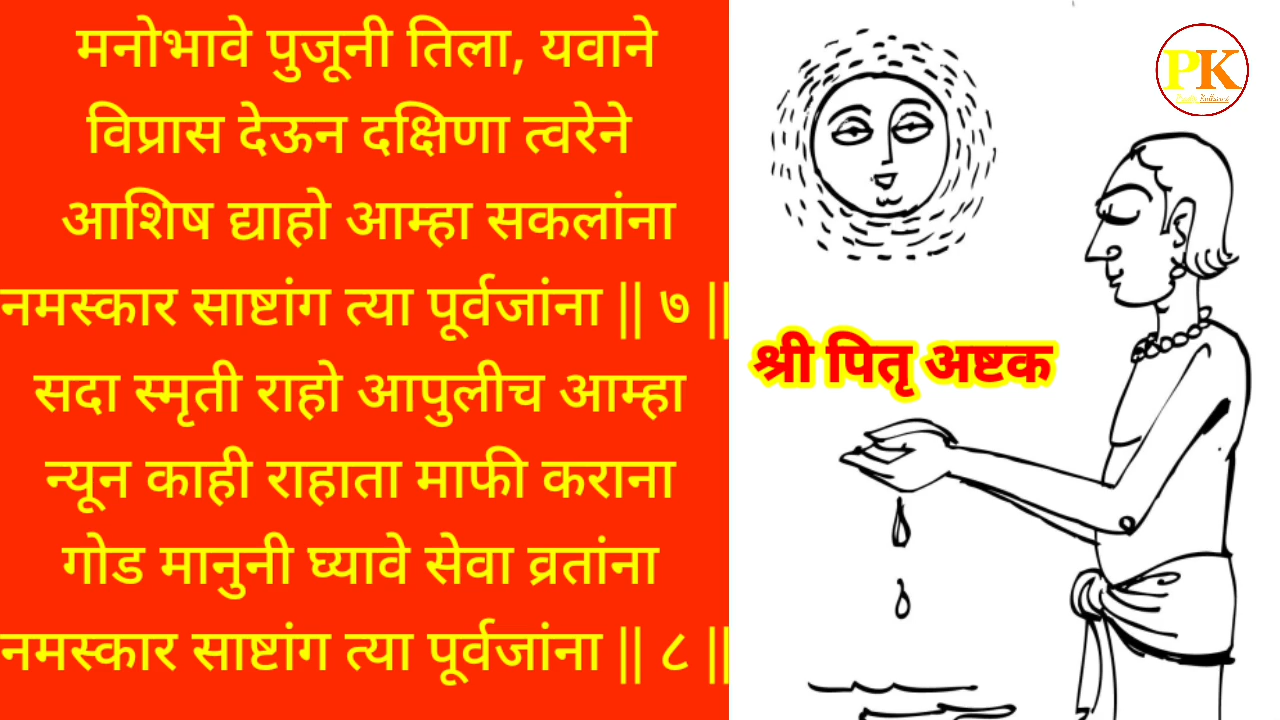 मनोभावे पुजूनी तिला, यवाने
विप्रास देऊन दक्षिणा त्वरेने
आशिष द्याहो आम्हा सकलांना
नमस्कार साष्टांग त्या पूर्वजांना || ७ ||
सदा स्मृती राहो आपुलीच आम्हा
न्यून काही राहाता माफी कराना
गोड मानुनी घ्यावे सेवा व्रतांना
नमस्कार साष्टांग त्या पूर्वजांना || ८ ||
PK
श्री पितृ अष्टक